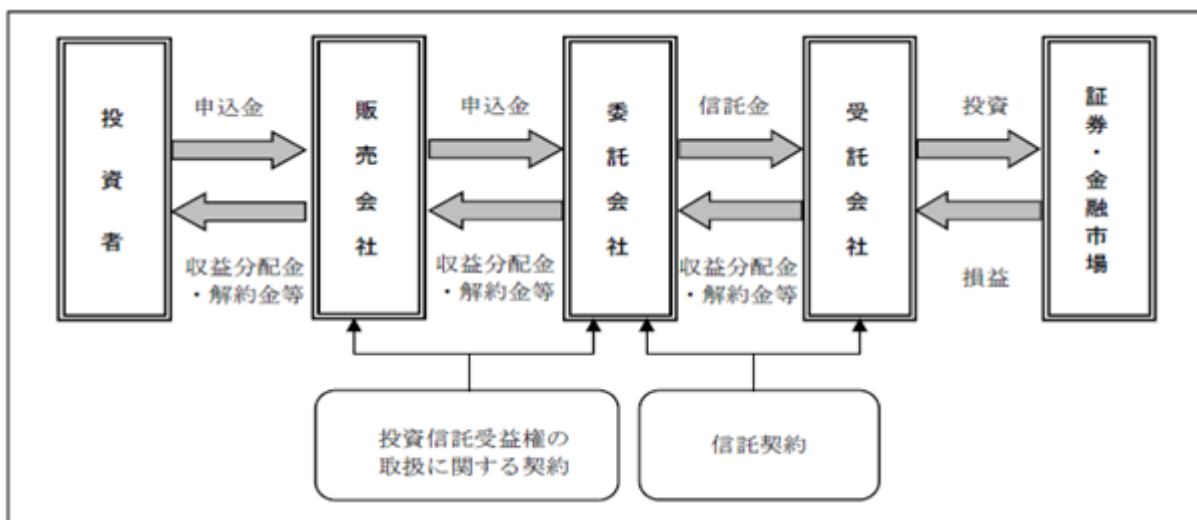 投資者
申込金
収益分配金
・解約金等
販売会社
申込金
収益分配金
・解約金等
委託会社
信託金
収益分配金
・解約金等
受託会社
投資
損益
証券・金融市場
投資信託受益権の
取扱に関する契約
信託契約